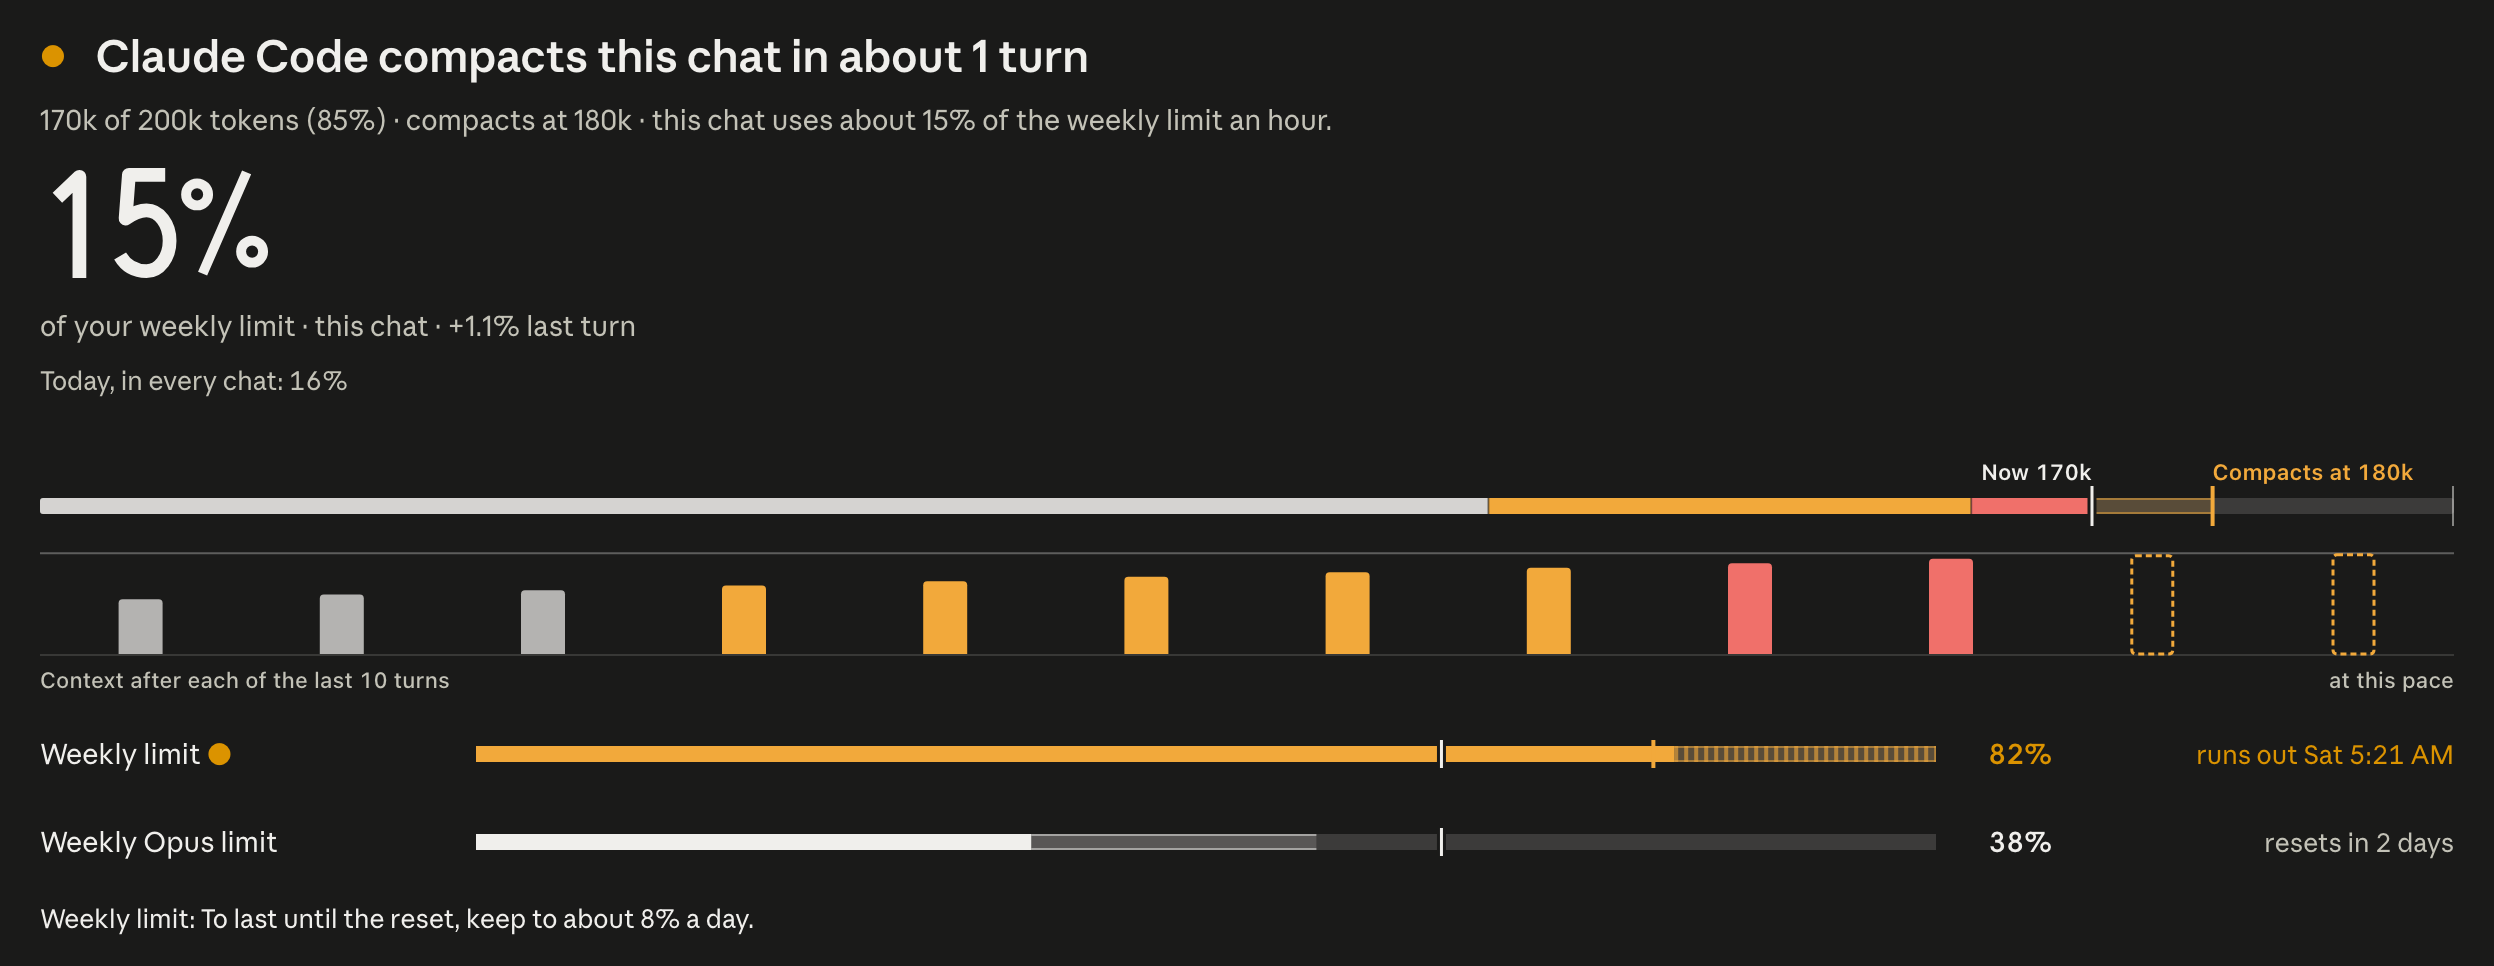 Claude Code compacts this chat in about 1 turn
170k of 200k tokens (85%) · compacts at 180k · this chat uses about 15% of the weekly limit an hour.
15%
of your weekly limit · this chat · +1.1% last turn
Today, in every chat: 16%
Now 170k
Compacts at 180k
Context after each of the last 10 turns
at this pace
Weekly limit
82%
runs out Sat 5:21 AM
Weekly Opus limit
38%
resets in 2 days
Weekly limit: To last until the reset, keep to about 8% a day.